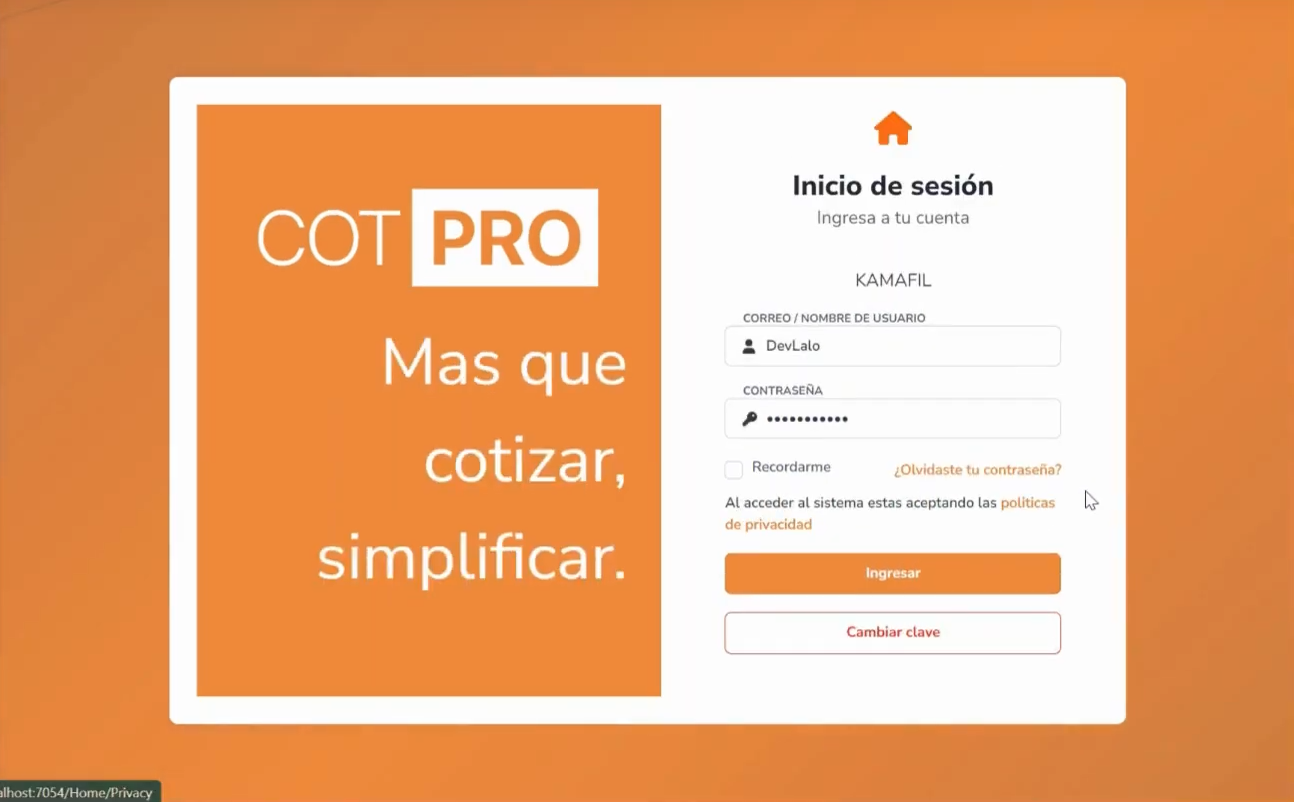 COT PRO
Mas que
cotizar,
simplificar.
Inicio de sesión
Ingresa a tu cuenta
KAMAFIL
CORREO / NOMBRE DE USUARIO
DevLalo
CONTRASEÑA
•••••••••••
Recordarme
¿Olvidaste tu contraseña?
Al acceder al sistema estas aceptando las politicas
de privacidad
Ingresar
Cambiar clave
alhost:7054/Home/Privacy